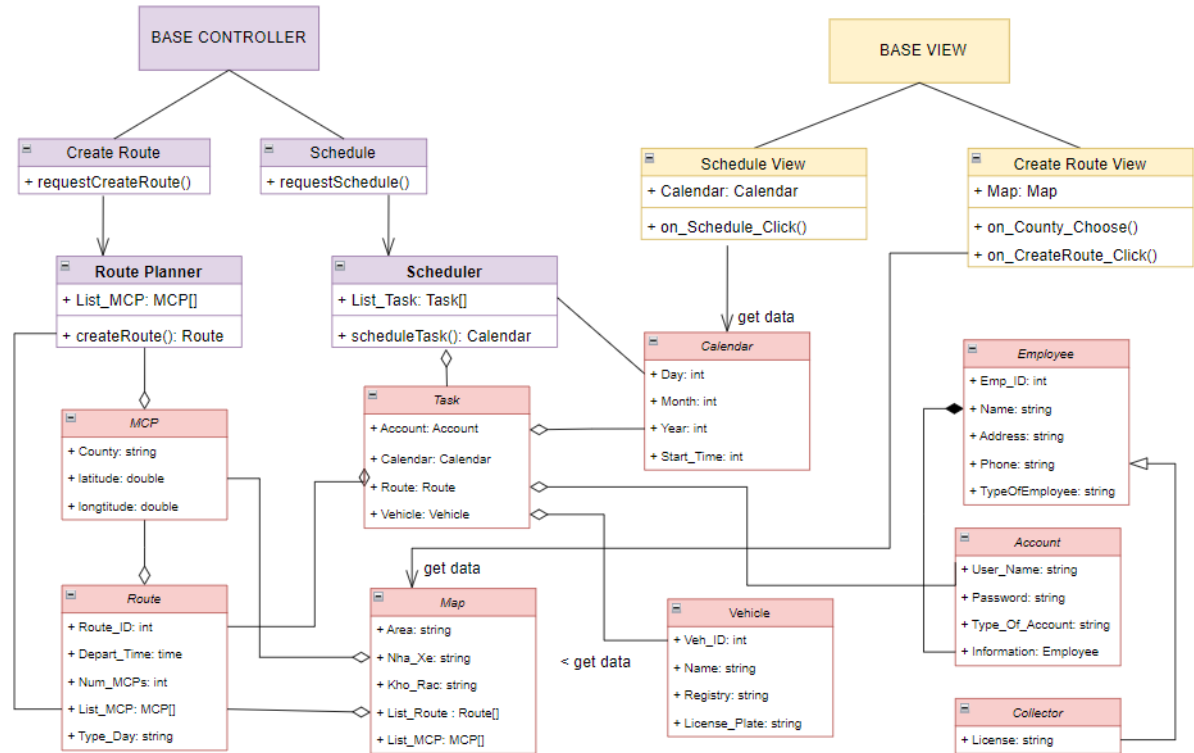 BASE CONTROLLER
BASE VIEW
Create Route
+ requestCreateRoute()
Schedule
+ requestSchedule()
Schedule View
+ Calendar: Calendar
+ on_Schedule_Click()
Create Route View
+ Map: Map
+ on_County_Choose()
+ on_CreateRoute_Click()
Route Planner
+ List_MCP: MCP[]
+ createRoute(): Route
Scheduler
+ List_Task: Task[]
+ scheduleTask(): Calendar
get data
Calendar
+ Day: int
+ Month: int
+ Year: int
+ Start_Time: int
Employee
+ Emp_ID: int
+ Name: string
+ Address: string
+ Phone: string
+ TypeOfEmployee: string
MCP
+ County: string
+ latitude: double
+ longtitude: double
Task
+ Account: Account
+ Calendar: Calendar
+ Route: Route
+ Vehicle: Vehicle
Account
+ User_Name: string
+ Password: string
+ Type_Of_Account: string
+ Information: Employee
get data
Route
+ Route_ID: int
+ Depart_Time: time
+ Num_MCPs: int
+ List_MCP: MCP[]
+ Type_Day: string
Map
+ Area: string
+ Nha_Xe: string
+ Kho_Rac: string
+ List_Route : Route[]
+ List_MCP: MCP[]
< get data
Vehicle
+ Veh_ID: int
+ Name: string
+ Registry: string
+ License_Plate: string
Collector
+ License: string